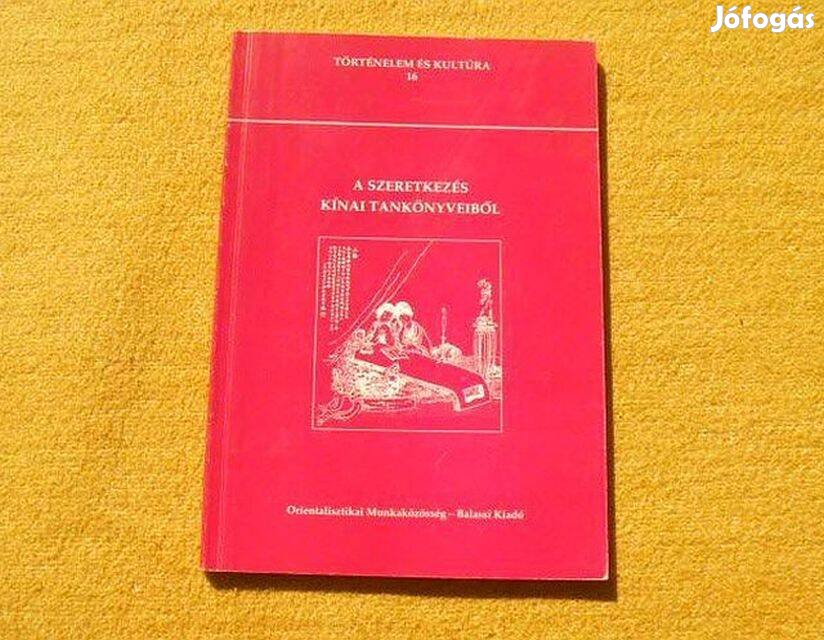 Jófogás
TÖRTÉNELEM ÉS KULTÚRA
16
A SZERETKEZÉS
KÍNAI TANKÖNYVEIBŐL
Orientalisztikai Munkaközösség – Balassi Kiadó